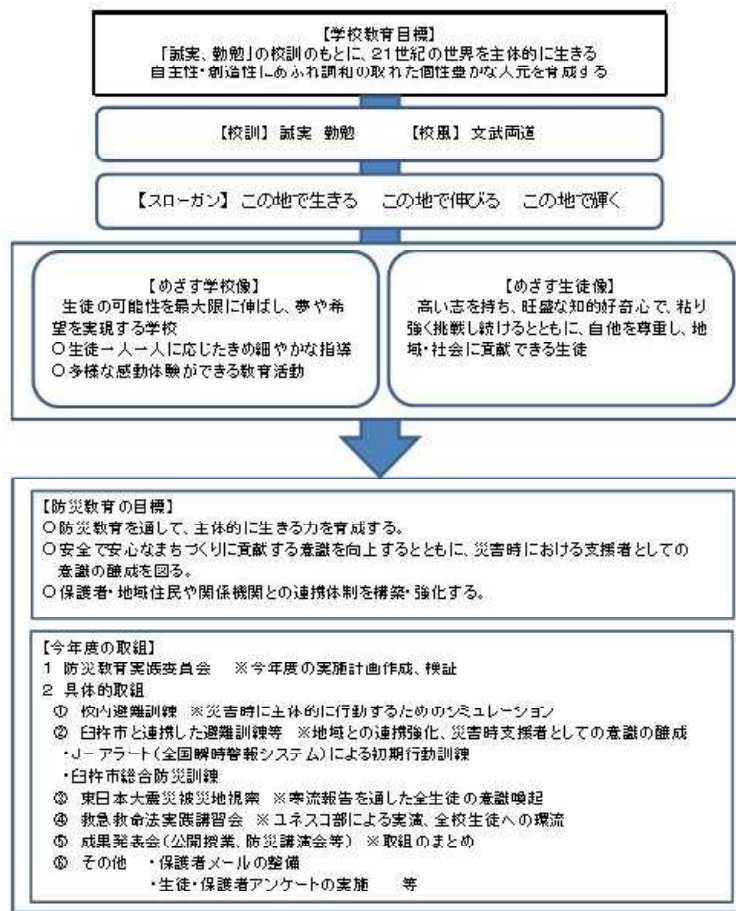 【学校教育目標】
「誠実、勤勉」の校訓のもとに、21世紀の世界を主体的に生きる
自主性・創造性にあふれ調和の取れた個性豊かな人元を育成する
【校訓】誠実 勤勉 【校風】文武両道
【スローガン】この地で生きる この地で伸びる この地で輝く
【めざす学校像】
生徒の可能性を最大限に伸ばし、夢や希
望を実現する学校
○生徒一人一人に応じたきめ細やかな指導
○多様な感動体験ができる教育活動
【めざす生徒像】
高い志を持ち、旺盛な知的好奇心で、粘り
強く挑戦し続けるとともに、自他を尊重し、地
域・社会に貢献できる生徒
【防災教育の目標】
○防災教育を通して、主体的に生きる力を育成する。
○安全で安心なまちづくりに貢献する意識を向上するとともに、災害時における支援者としての
意識の醸成を図る。
○保護者・地域住民や関係機関との連携体制を構築・強化する。
【今年度の取組】
1 防災教育実践委員会 ※今年度の実施計画作成、検証
2 具体的取組
① 校内避難訓練 ※災害時に主体的に行動するためのシミュレーション
② 臼杵市と連携した避難訓練等 ※地域との連携強化、災害時支援者としての意識の醸成
・J－アラート(全国瞬時警報システム)による初期行動訓練
・臼杵市総合防災訓練
③ 東日本大震災被災地視察 ※寒流報告を通した全生徒の意識喚起
④ 救急救命法実践講習会 ※ユネスコ部による実演、全校生徒への環流
⑤ 成果発表会(公開授業、防災講演会等) ※取組のまとめ
⑥ その他 ・保護者メールの整備
・生徒・保護者アンケートの実施 等